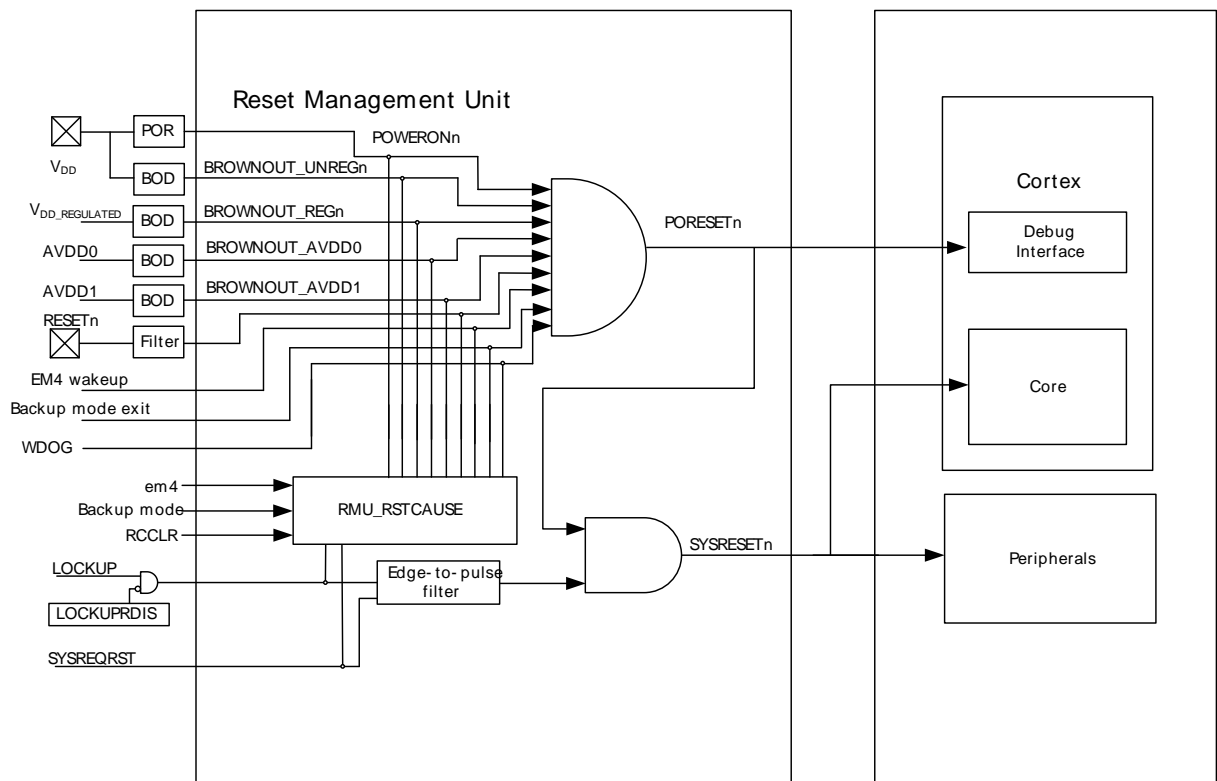 Reset Management Unit
POR
POWERONn
VDD
BOD
BROWNOUT_UNREGn
VDD_REGULATED
BOD
BROWNOUT_REGn
AVDD0
BOD
BROWNOUT_AVDD0
AVDD1
BOD
BROWNOUT_AVDD1
RESETn
Filter
EM4 wakeup
Backup mode exit
WDOG
PORESETn
Cortex
Debug
Interface
Core
em4
Backup mode
RCCLR
RMU_RSTCAUSE
LOCKUP
LOCKUPRDIS
Edge-to-pulse
filter
SYSREQRST
SYSRESETn
Peripherals